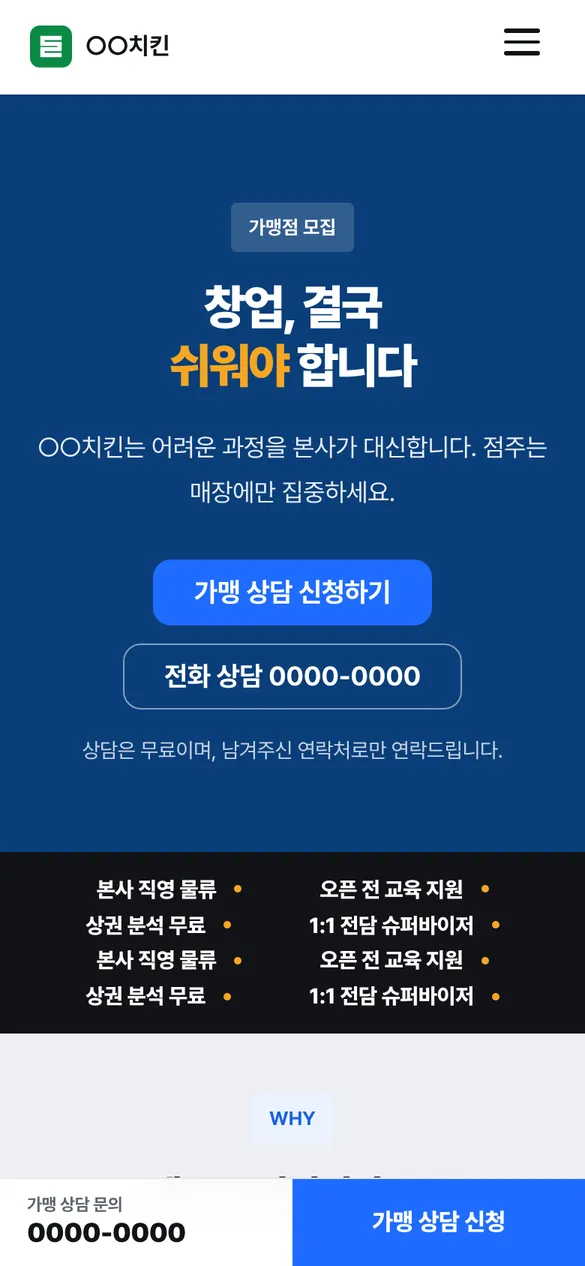 OO치킨
가맹점 모집
창업, 결국
쉬워야 합니다
OO치킨는 어려운 과정을 본사가 대신합니다. 점주는
매장에만 집중하세요.
가맹 상담 신청하기
전화 상담 0000-0000
상담은 무료이며, 남겨주신 연락처로만 연락드립니다.
본사 직영 물류 • 오픈 전 교육 지원 •
상권 분석 무료 • 1:1 전담 슈퍼바이저 •
본사 직영 물류 • 오픈 전 교육 지원 •
상권 분석 무료 • 1:1 전담 슈퍼바이저 •
WHY
가맹 상담 문의
0000-0000
가맹 상담 신청